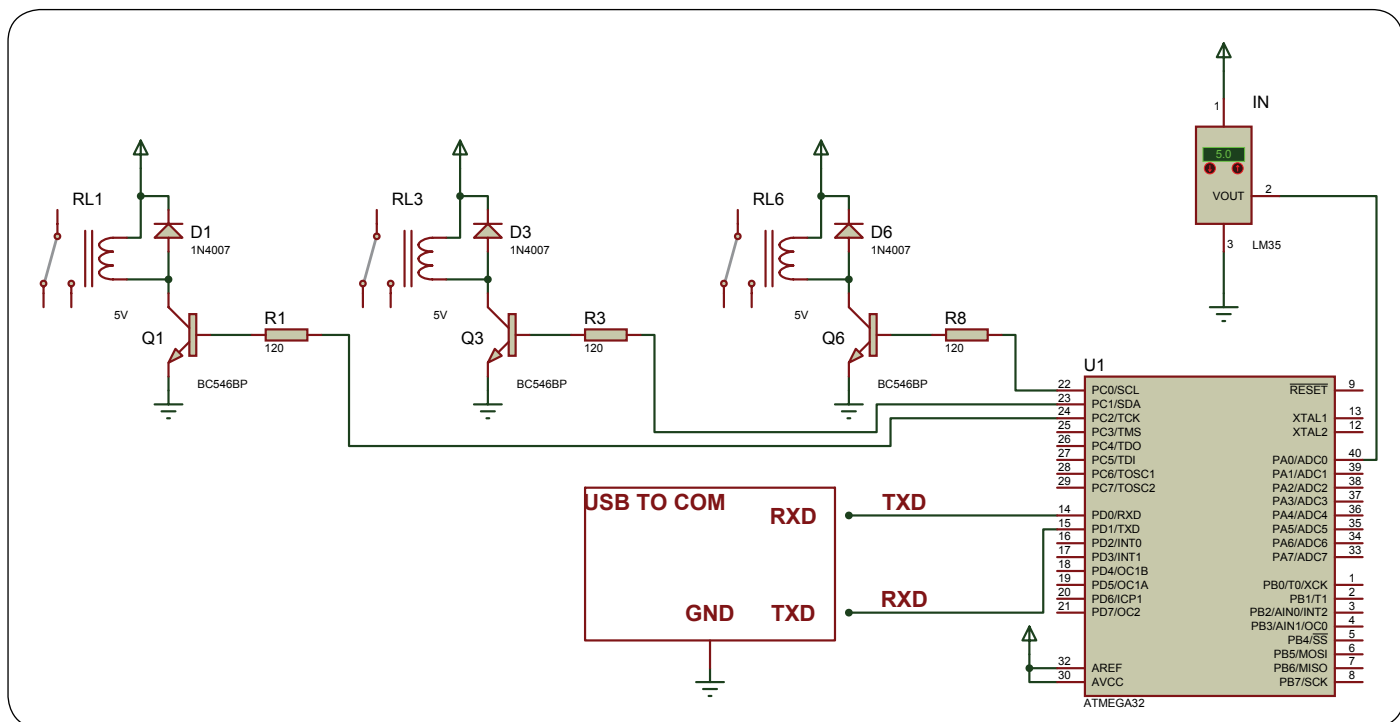 RL1
D1
1N4007
5V
Q1
R1
120
BC546BP
RL3
D3
1N4007
5V
Q3
R3
120
BC546BP
RL6
D6
1N4007
5V
Q6
R8
120
BC546BP
IN
1
5.0
VOUT
2
3
LM35
U1
22 PC0/SCL
23 PC1/SDA
24 PC2/TCK
25 PC3/TMS
26 PC4/TDO
27 PC5/TDI
28 PC6/TOSC1
29 PC7/TOSC2
14 PD0/RXD
15 PD1/TXD
16 PD2/INT0
17 PD3/INT1
18 PD4/OC1B
19 PD5/OC1A
20 PD6/ICP1
21 PD7/OC2
32 AREF
30 AVCC
RESET 9
XTAL1 13
XTAL2 12
PA0/ADC0 40
PA1/ADC1 39
PA2/ADC2 38
PA3/ADC3 37
PA4/ADC4 36
PA5/ADC5 35
PA6/ADC6 34
PA7/ADC7 33
PB0/T0/XCK 1
PB1/T1 2
PB2/AIN0/INT2 3
PB3/AIN1/OC0 4
PB4/SS 5
PB5/MOSI 6
PB6/MISO 7
PB7/SCK 8
ATMEGA32
USB TO COM
RXD
TXD
GND
TXD
RXD